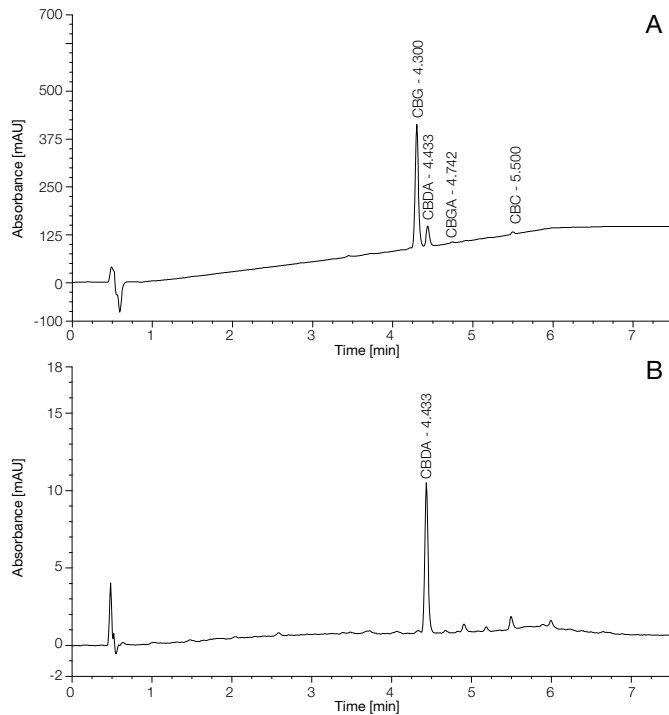 A
700
500
375
250
125
0
-100
Absorbance [mAU]
CBG - 4.300
CBDA - 4.433
CBGA - 4.742
CBC - 5.500
0 1 2 3 4 5 6 7
Time [min]
B
18
15
10
5
0
-2
Absorbance [mAU]
CBDA - 4.433
0 1 2 3 4 5 6 7
Time [min]